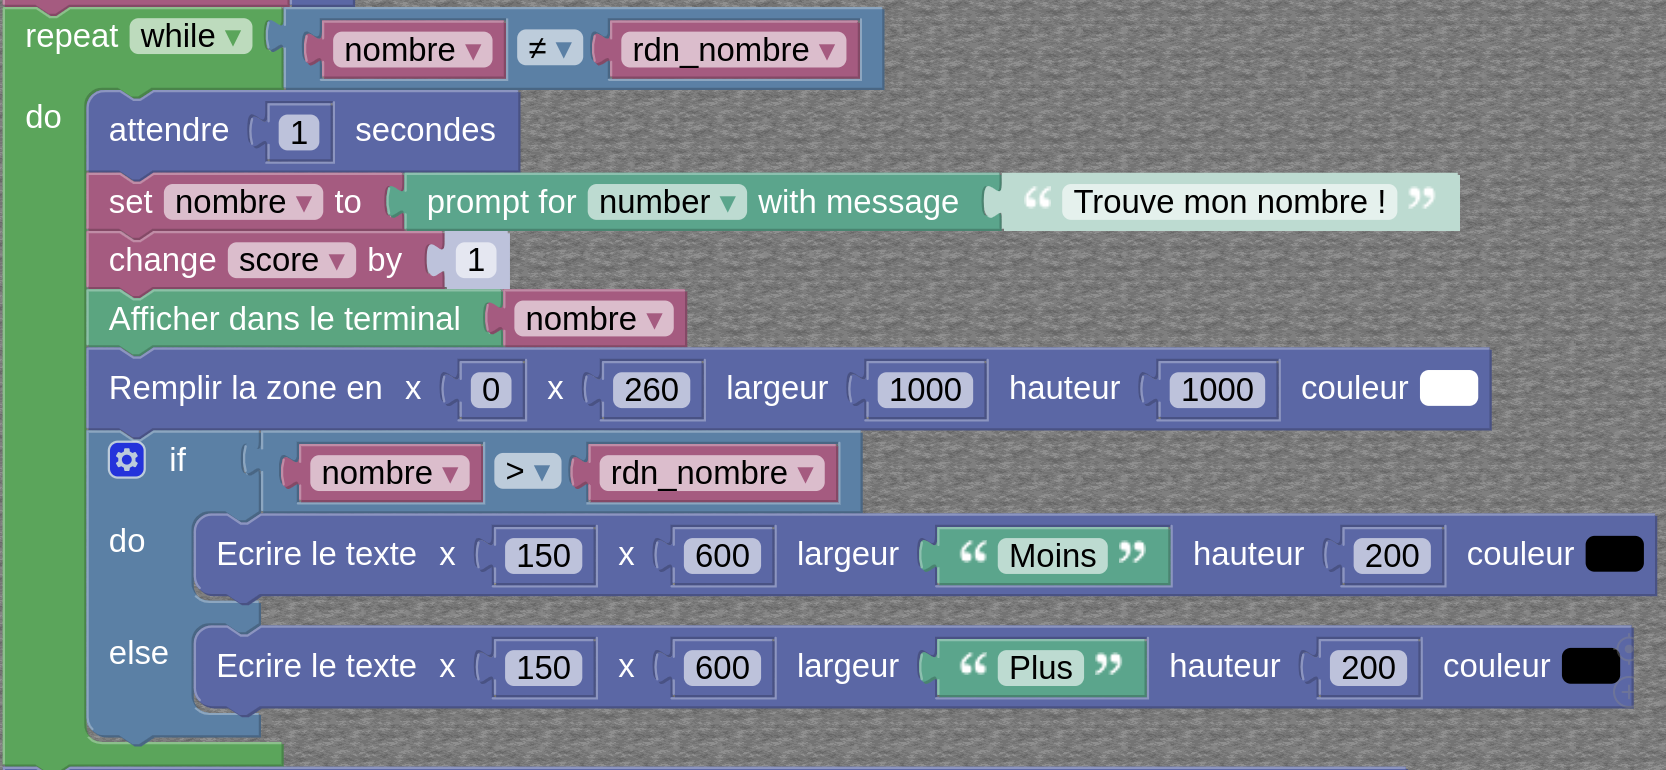 repeat while ▾ nombre ▾ ≠ ▾ rdn_nombre ▾
do
attendre 1 secondes
set nombre ▾ to prompt for number ▾ with message “ Trouve mon nombre ! ”
change score ▾ by 1
Afficher dans le terminal nombre ▾
Remplir la zone en x 0 x 260 largeur 1000 hauteur 1000 couleur
if nombre ▾ > ▾ rdn_nombre ▾
do Ecrire le texte x 150 x 600 largeur “ Moins ” hauteur 200 couleur
else Ecrire le texte x 150 x 600 largeur “ Plus ” hauteur 200 couleur